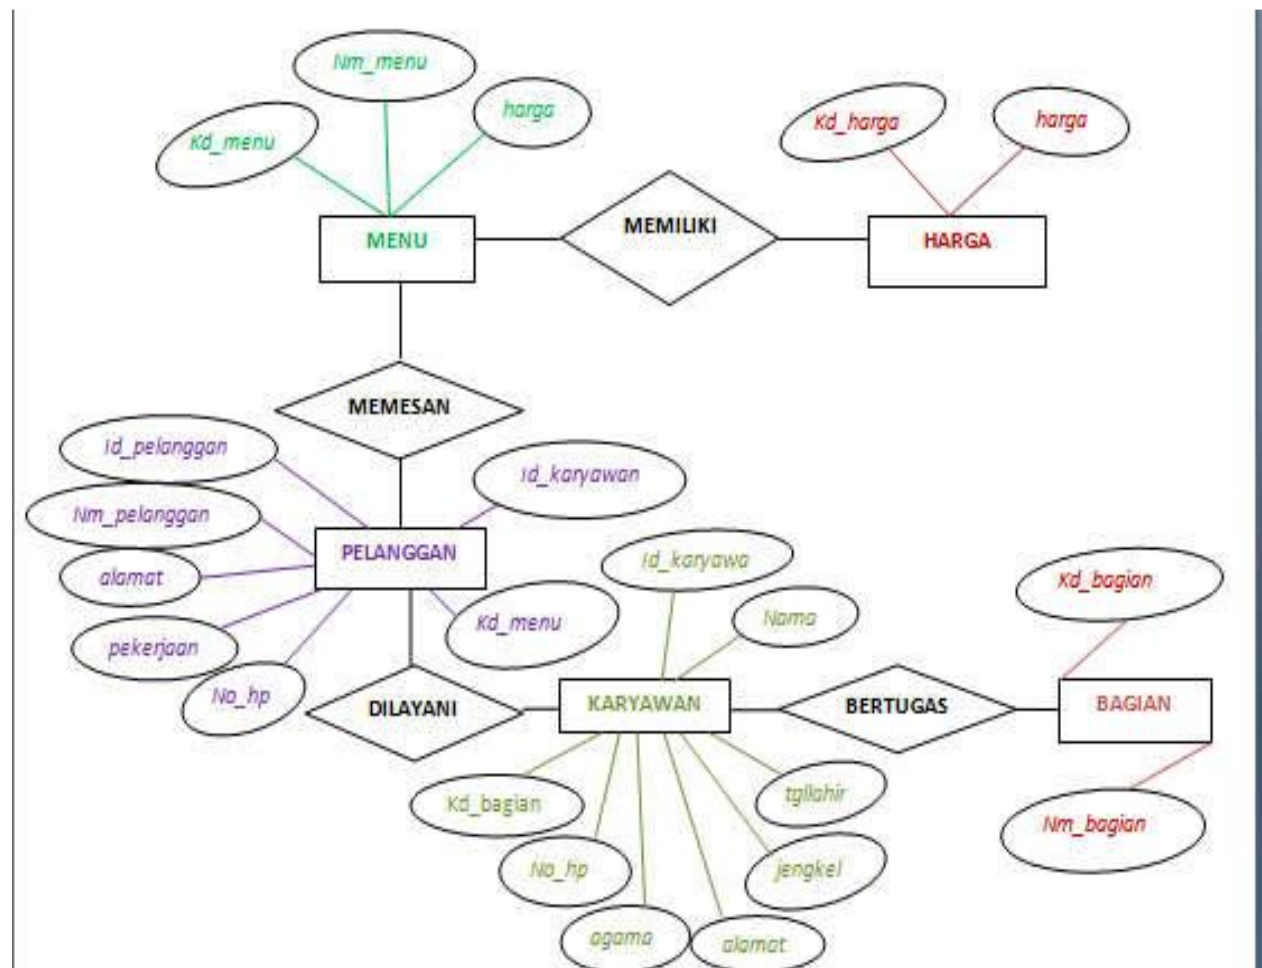 Nm_menu
harga
Kd_menu
Kd_harga
harga
MENU
MEMILIKI
HARGA
MEMESAN
Id_pelanggan
Id_karyawan
Nm_pelanggan
PELANGGAN
alamat
Id_karyawa
Kd_bagian
Nama
Kd_menu
pekerjaan
No_hp
DILAYANI
KARYAWAN
BERTUGAS
BAGIAN
Kd_bagian
tgllahir
Nm_bagian
No_hp
jengkel
agama
alamat